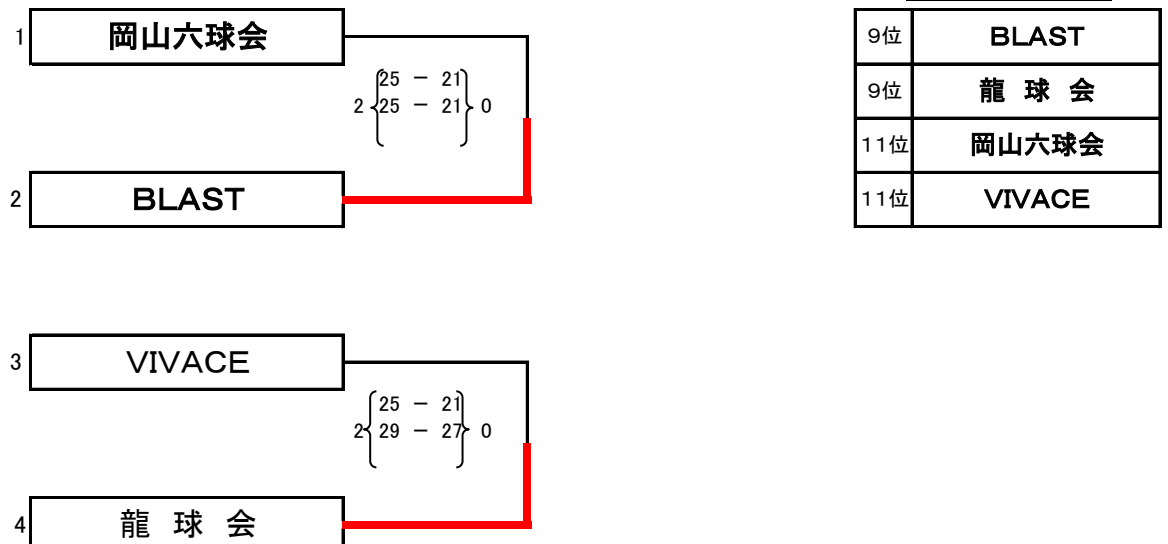 1 岡山六球会
25 － 21
2 25 － 21 0
2 BLAST
3 VIVACE
25 － 21
2 29 － 27 0
4 龍 球 会
9位 BLAST
9位 龍 球 会
11位 岡山六球会
11位 VIVACE